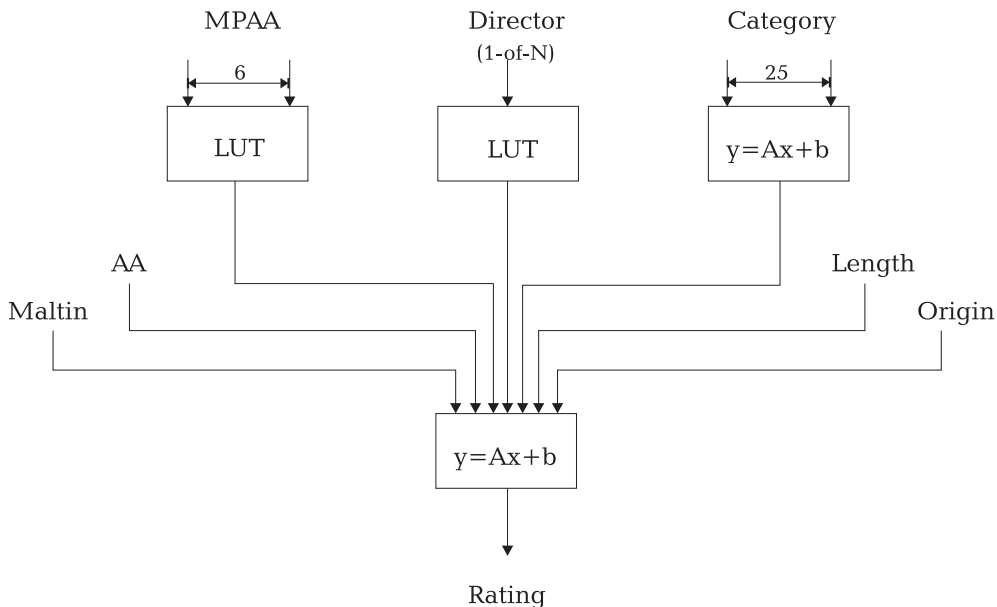 MPAA
Director
Category
(1-of-N)
6
25
LUT
LUT
y=Ax+b
AA
Length
Maltin
Origin
y=Ax+b
Rating